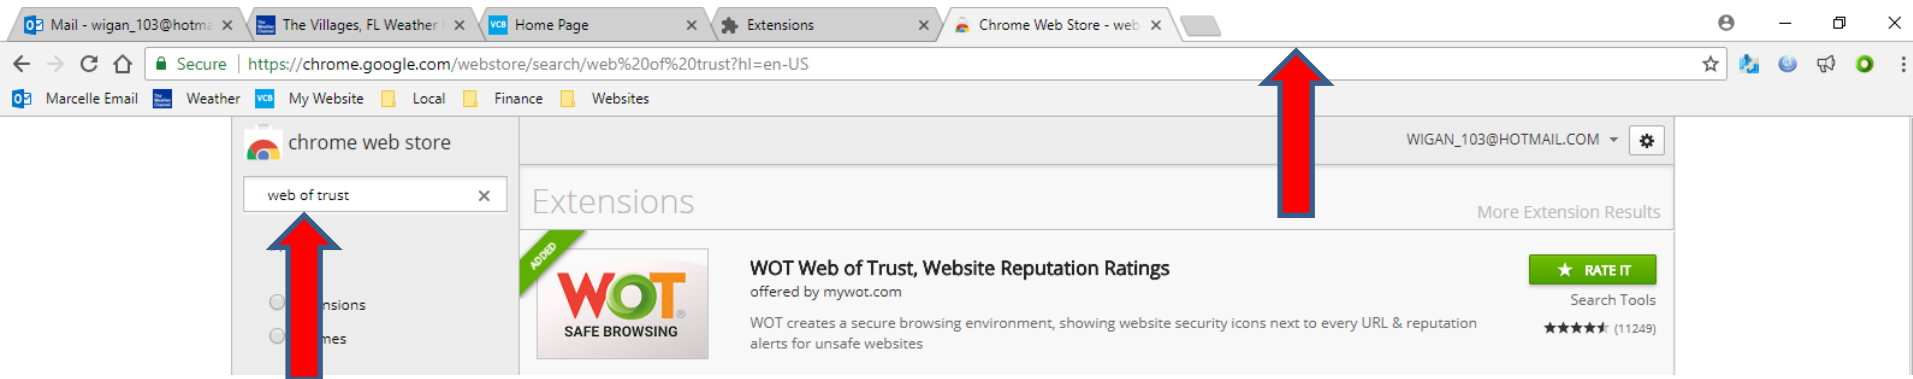 Mail - wigan_103@hotma
The Villages, FL Weather
VCB Home Page
Extensions
Chrome Web Store - web
Secure | https://chrome.google.com/webstore/search/web%20of%20trust?hl=en-US
Marcelle Email
Weather
VCB My Website
Local
Finance
Websites
chrome web store
WIGAN_103@HOTMAIL.COM
web of trust
Extensions
More Extension Results
ADDED
WOT
SAFE BROWSING
WOT Web of Trust, Website Reputation Ratings
offered by mywot.com
WOT creates a secure browsing environment, showing website security icons next to every URL & reputation
alerts for unsafe websites
RATE IT
Search Tools
(11249)
nsions
mes